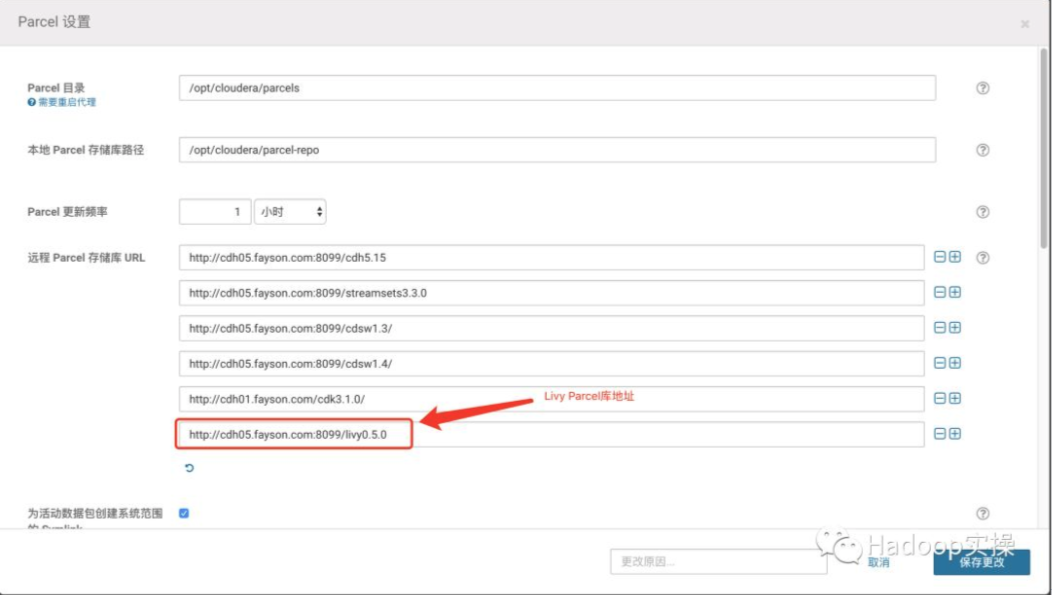 Parcel 设置
×
Parcel 目录
需要重启代理
/opt/cloudera/parcels
本地 Parcel 存储库路径
/opt/cloudera/parcel-repo
Parcel 更新频率
1 小时
远程 Parcel 存储库 URL
http://cdh05.fayson.com:8099/cdh5.15
http://cdh05.fayson.com:8099/streamsets3.3.0
http://cdh05.fayson.com:8099/cdsw1.3/
http://cdh05.fayson.com:8099/cdsw1.4/
http://cdh01.fayson.com/cdk3.1.0/
Livy Parcel库地址
http://cdh05.fayson.com:8099/livy0.5.0
为活动数据包创建系统范围
的 Symlink
更改原因...
取消
保存更改
Hadoop实操